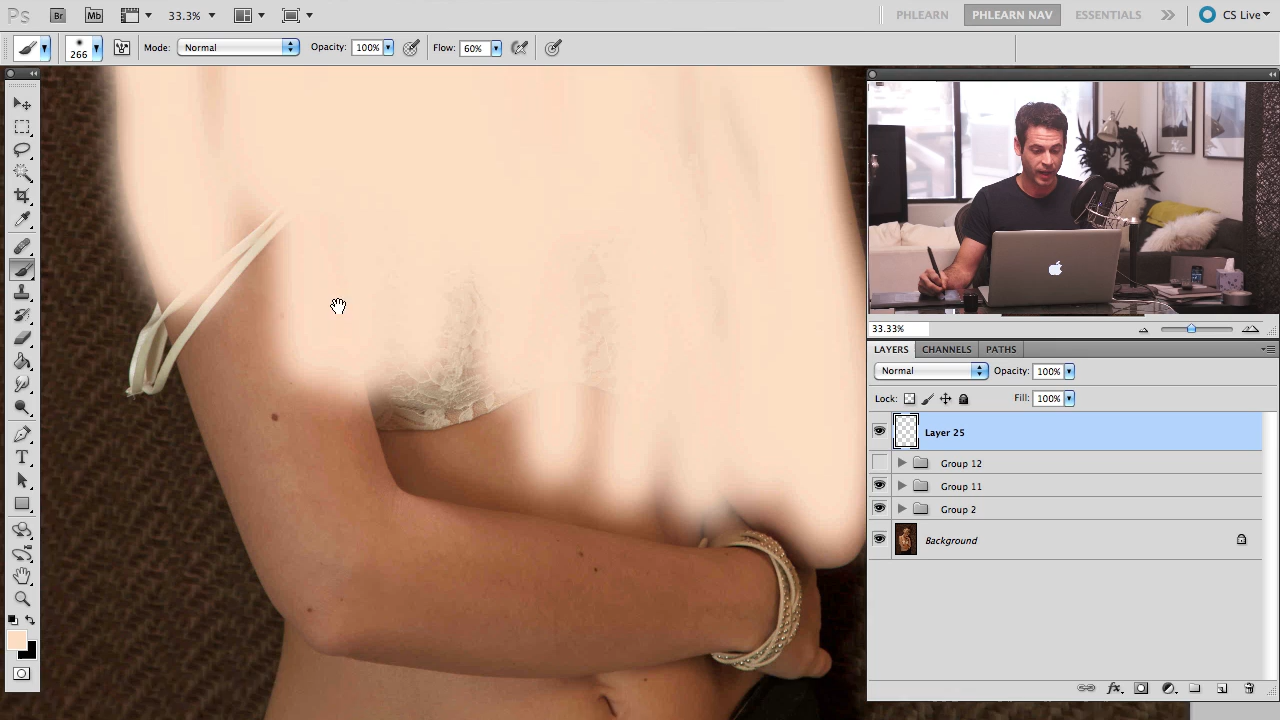 Ps Br Mb 33.3% PHLEARN PHLEARN NAV ESSENTIALS CS Live
266 Mode: Normal Opacity: 100% Flow: 60%
33.33%
LAYERS CHANNELS PATHS
Normal Opacity: 100%
Lock: Fill: 100%
Layer 25
Group 12
Group 11
Group 2
Background
T
fx